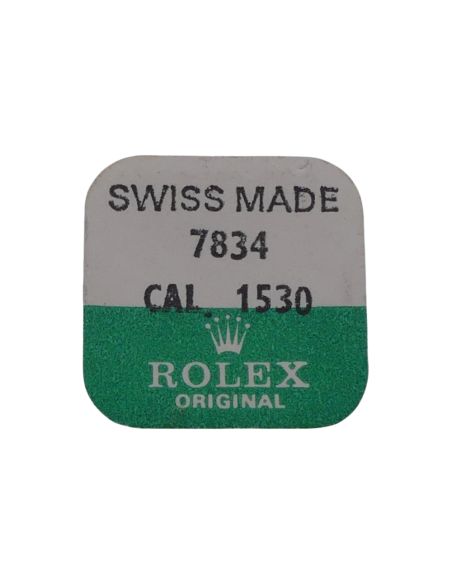 SWISS MADE
7834
CAL. 1530
ROLEX
ORIGINAL